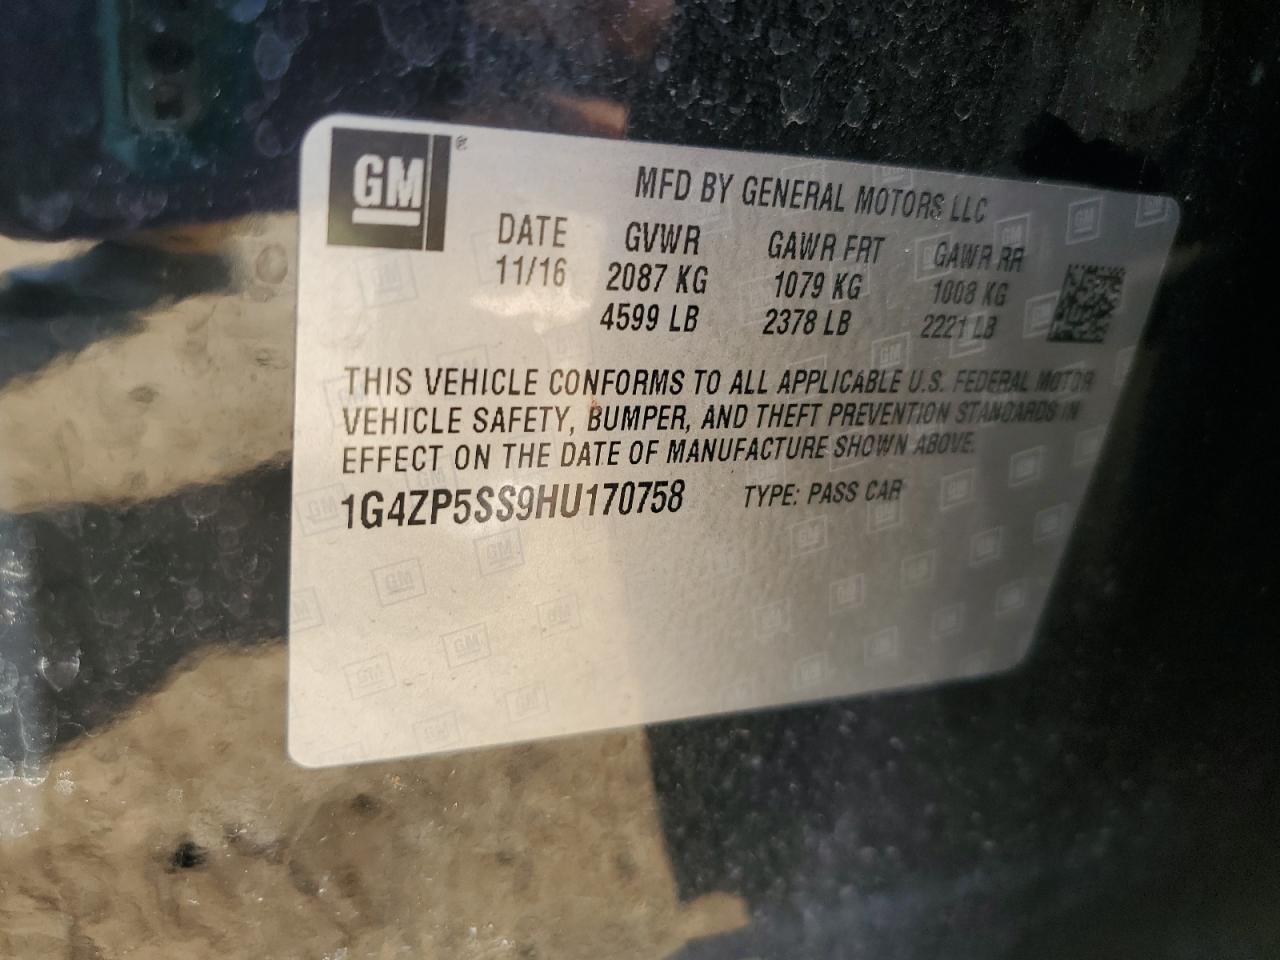 GM ®
MFD BY GENERAL MOTORS LLC
DATE GVWR GAWR FRT GAWR RR
11/16 2087 KG 1079 KG 1008 KG
4599 LB 2378 LB 2221 LB
THIS VEHICLE CONFORMS TO ALL APPLICABLE U.S. FEDERAL MOTOR
VEHICLE SAFETY, BUMPER, AND THEFT PREVENTION STANDARDS IN
EFFECT ON THE DATE OF MANUFACTURE SHOWN ABOVE.
1G4ZP5SS9HU170758 TYPE: PASS CAR